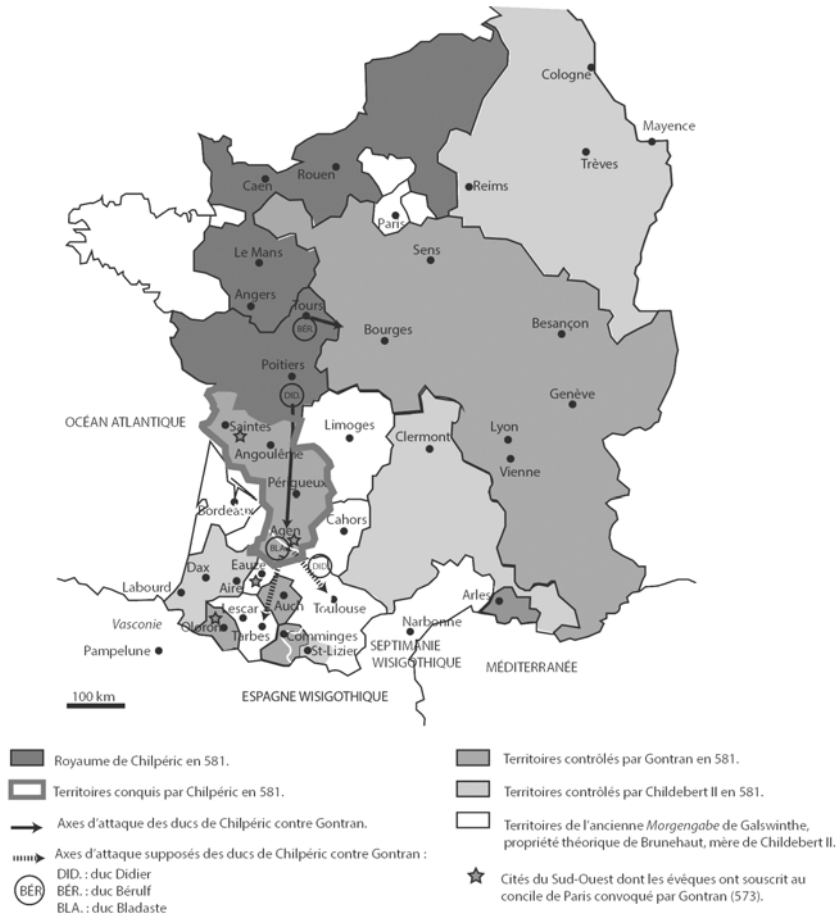 Cologne
Mayence
Trèves
Reims
Rouen
Caen
Paris
Le Mans
Sens
Angers
Tours
BÉR.
Bourges
Besançon
Poitiers
DID.
Genève
OCÉAN ATLANTIQUE
Saintes
Limoges
Clermont
Lyon
Angoulême
Vienne
Périgueux
Bordeaux
Cahors
Agen
BLA.
DID.
Eauze
Dax
Aire
Labourd
Auch
Toulouse
Arles
Lescar
Narbonne
Vasconie
Oloron
Tarbes
Comminges
SEPTIMANIE
WISIGOTHIQUE
St-Lizier
Pampelune
MÉDITERRANÉE
ESPAGNE WISIGOTHIQUE
100 km
Royaume de Chilpéric en 581.
Territoires conquis par Chilpéric en 581.
Axes d'attaque des ducs de Chilpéric contre Gontran.
Axes d'attaque supposés des ducs de Chilpéric contre Gontran :
DID. : duc Didier
BÉR
BÉR. : duc Bérulf
BLA. : duc Bladaste
Territoires contrôlés par Gontran en 581.
Territoires contrôlés par Childebert II en 581.
Territoires de l'ancienne Morgengabe de Galswinthe,
propriété théorique de Brunehaut, mère de Childebert II.
Cités du Sud-Ouest dont les évêques ont souscrit au
concile de Paris convoqué par Gontran (573).